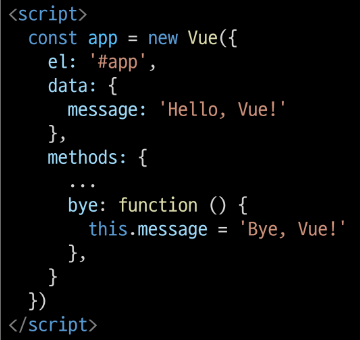 <script>
  const app = new Vue({
    el: '#app',
    data: {
      message: 'Hello, Vue!'
    },
    methods: {
      ...
      bye: function () {
        this.message = 'Bye, Vue!'
      },
    }
  })
</script>